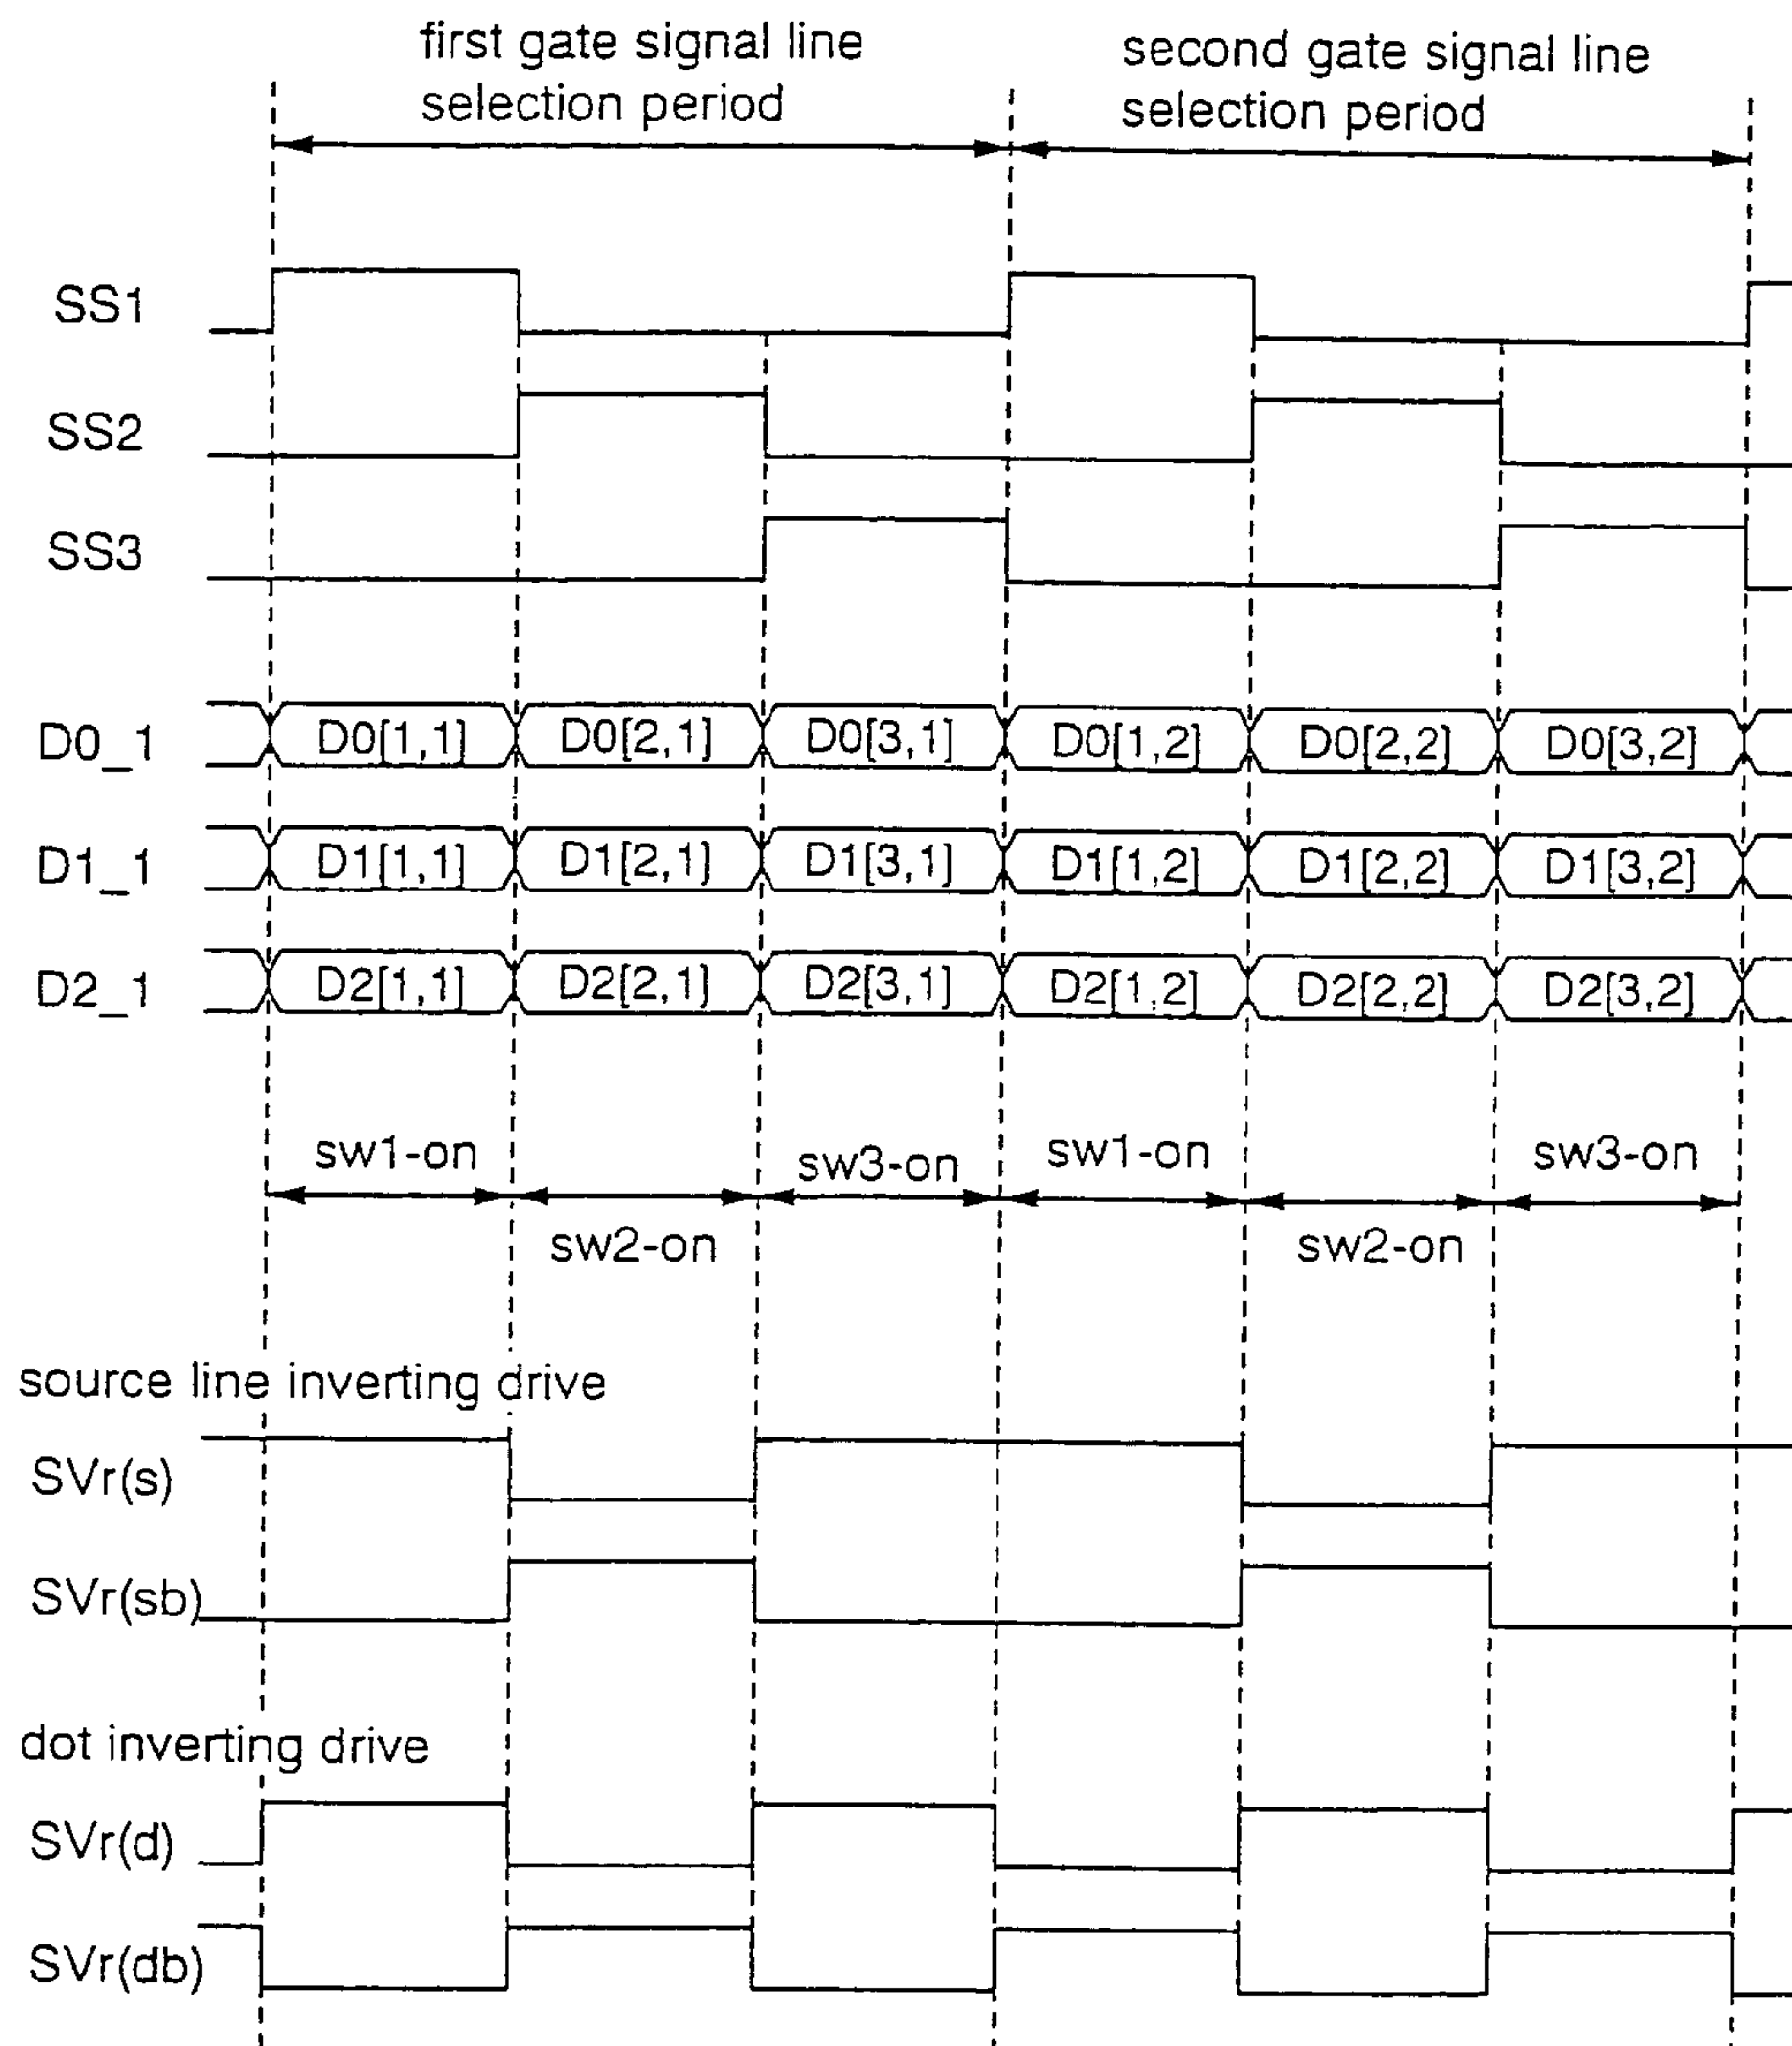 first gate signal line
selection period
second gate signal line
selection period
SS1
SS2
SS3
D0_1 D0[1,1] D0[2,1] D0[3,1] D0[1,2] D0[2,2] D0[3,2]
D1_1 D1[1,1] D1[2,1] D1[3,1] D1[1,2] D1[2,2] D1[3,2]
D2_1 D2[1,1] D2[2,1] D2[3,1] D2[1,2] D2[2,2] D2[3,2]
sw1-on sw3-on sw1-on sw3-on
sw2-on sw2-on
source line inverting drive
SVr(s)
SVr(sb)
dot inverting drive
SVr(d)
SVr(db)